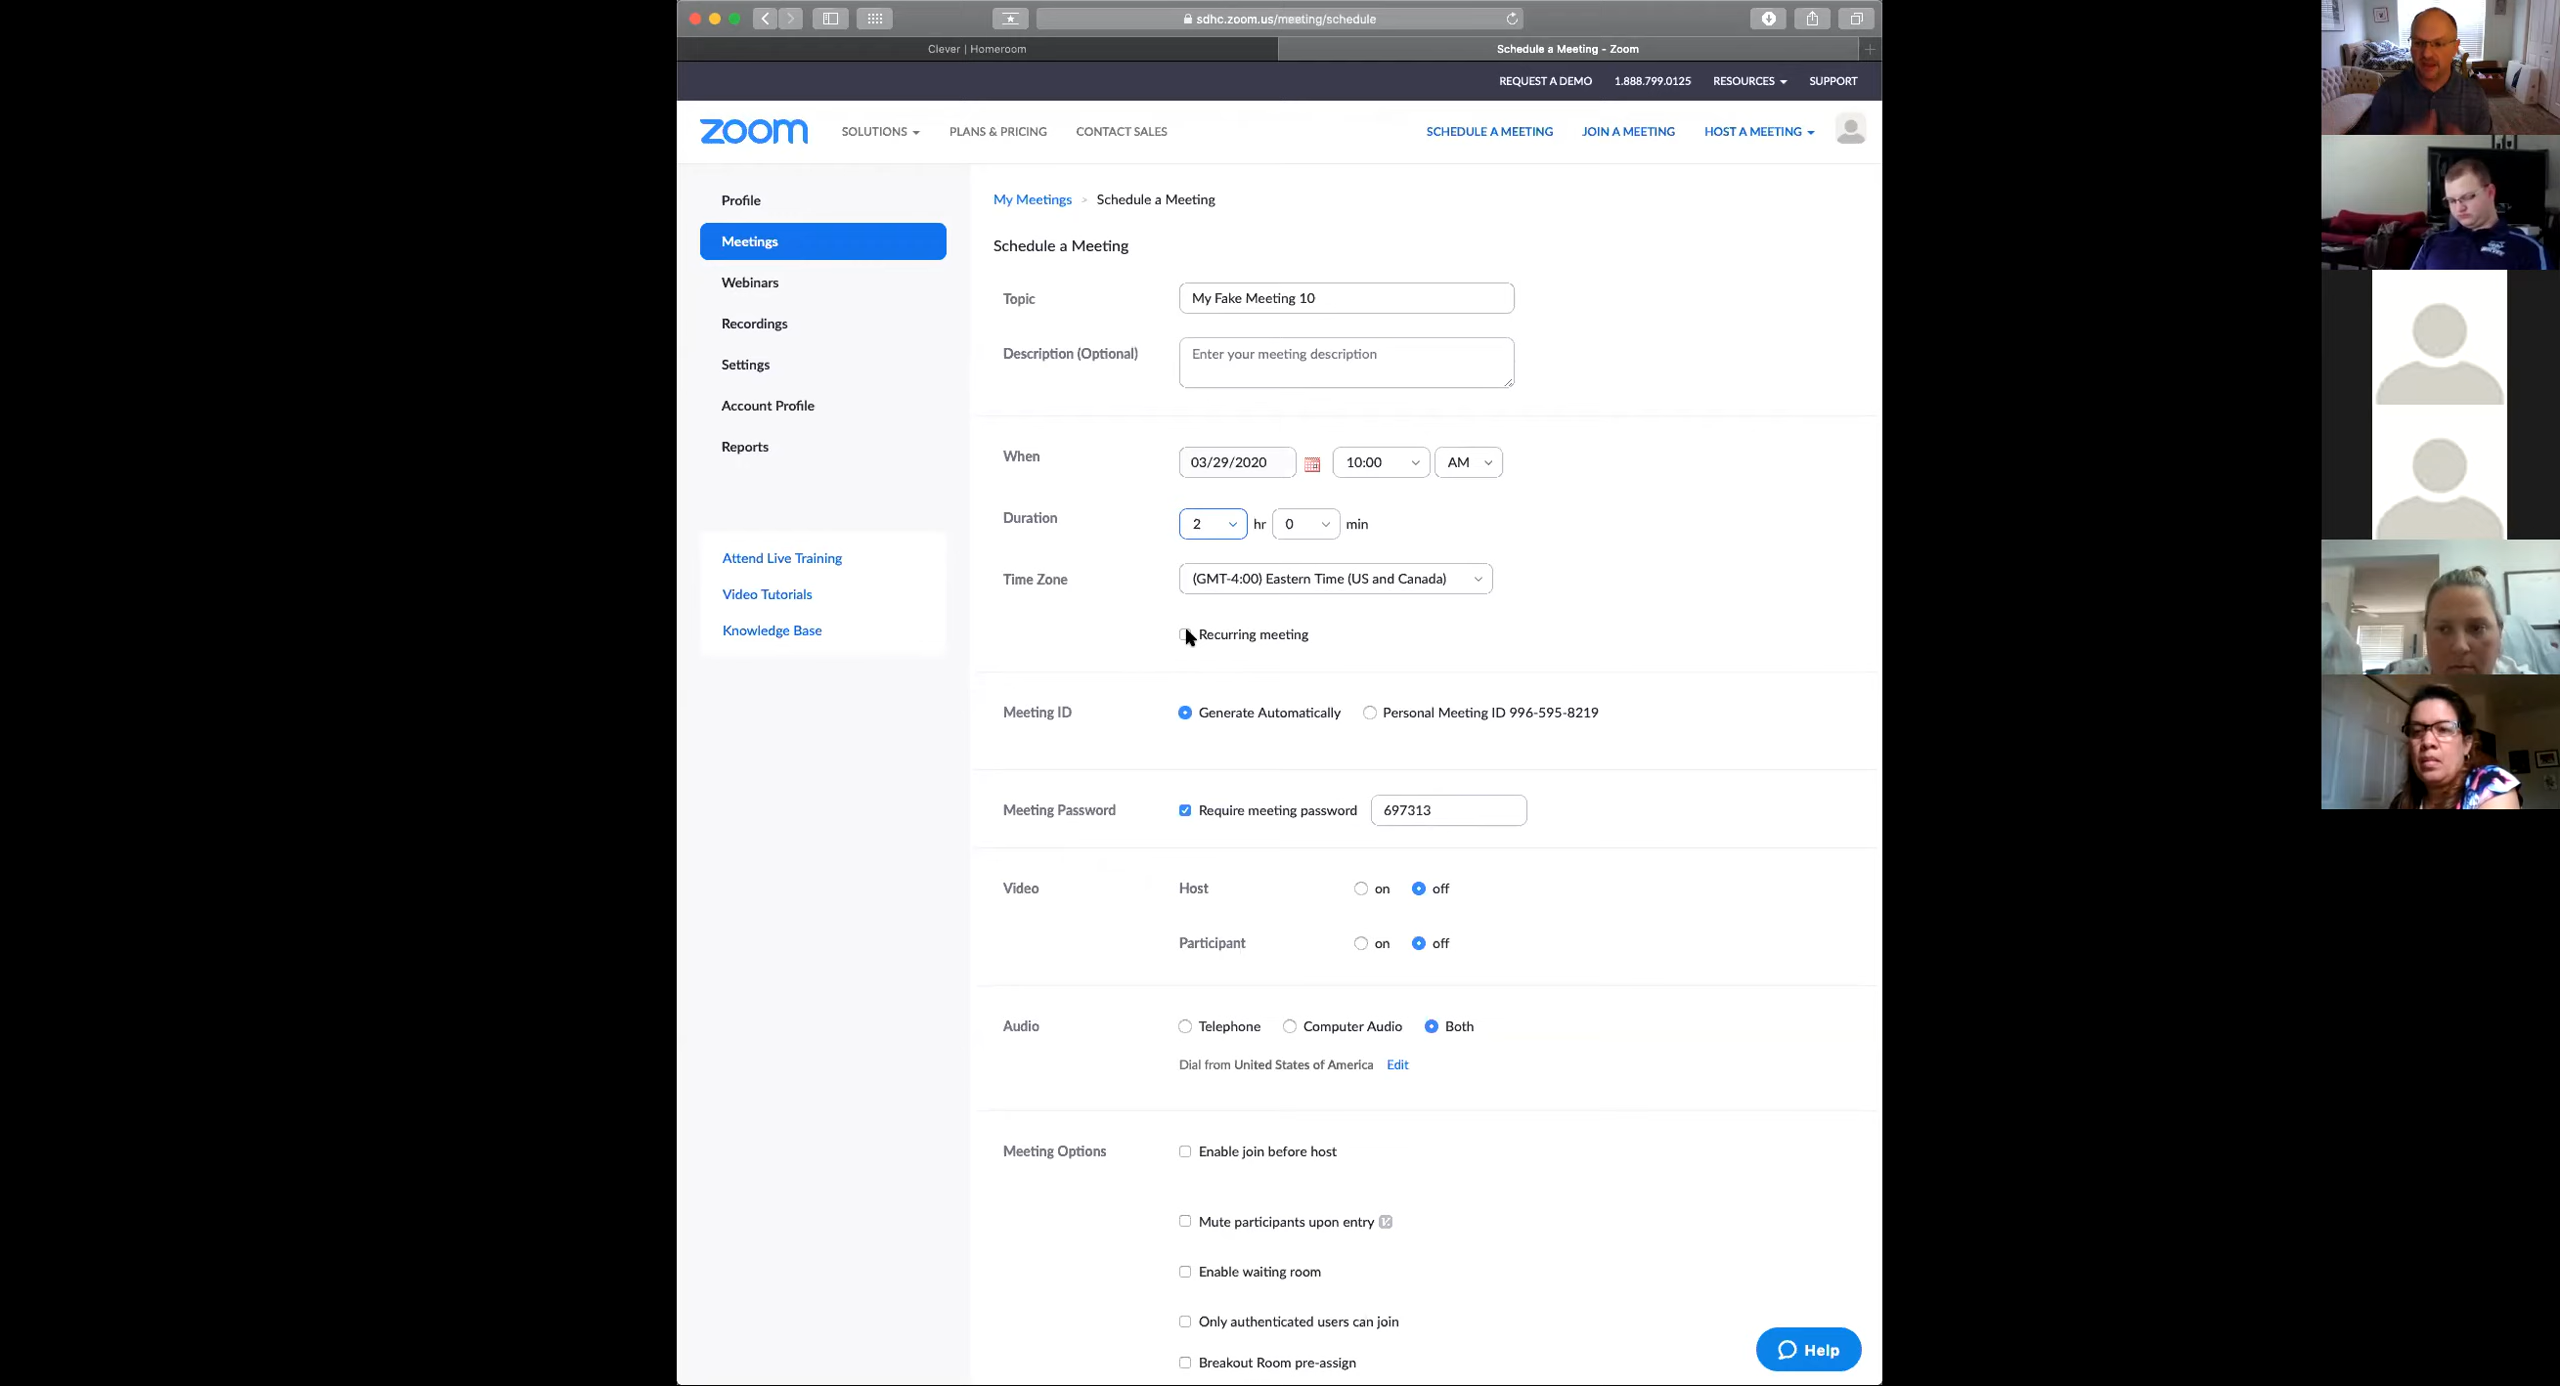 sdhc.zoom.us/meeting/schedule
Clever | Homeroom
Schedule a Meeting - Zoom
REQUEST A DEMO 1.888.799.0125 RESOURCES SUPPORT
zoom SOLUTIONS PLANS & PRICING CONTACT SALES SCHEDULE A MEETING JOIN A MEETING HOST A MEETING
Profile
Meetings
Webinars
Recordings
Settings
Account Profile
Reports
Attend Live Training
Video Tutorials
Knowledge Base
My Meetings > Schedule a Meeting
Schedule a Meeting
Topic My Fake Meeting 10
Description (Optional) Enter your meeting description
When 03/29/2020 10:00 AM
Duration 2 hr 0 min
Time Zone (GMT-4:00) Eastern Time (US and Canada)
Recurring meeting
Meeting ID Generate Automatically Personal Meeting ID 996-595-8219
Meeting Password Require meeting password 697313
Video Host on off
Participant on off
Audio Telephone Computer Audio Both
Dial from United States of America Edit
Meeting Options Enable join before host
Mute participants upon entry
Enable waiting room
Only authenticated users can join
Breakout Room pre-assign
Help